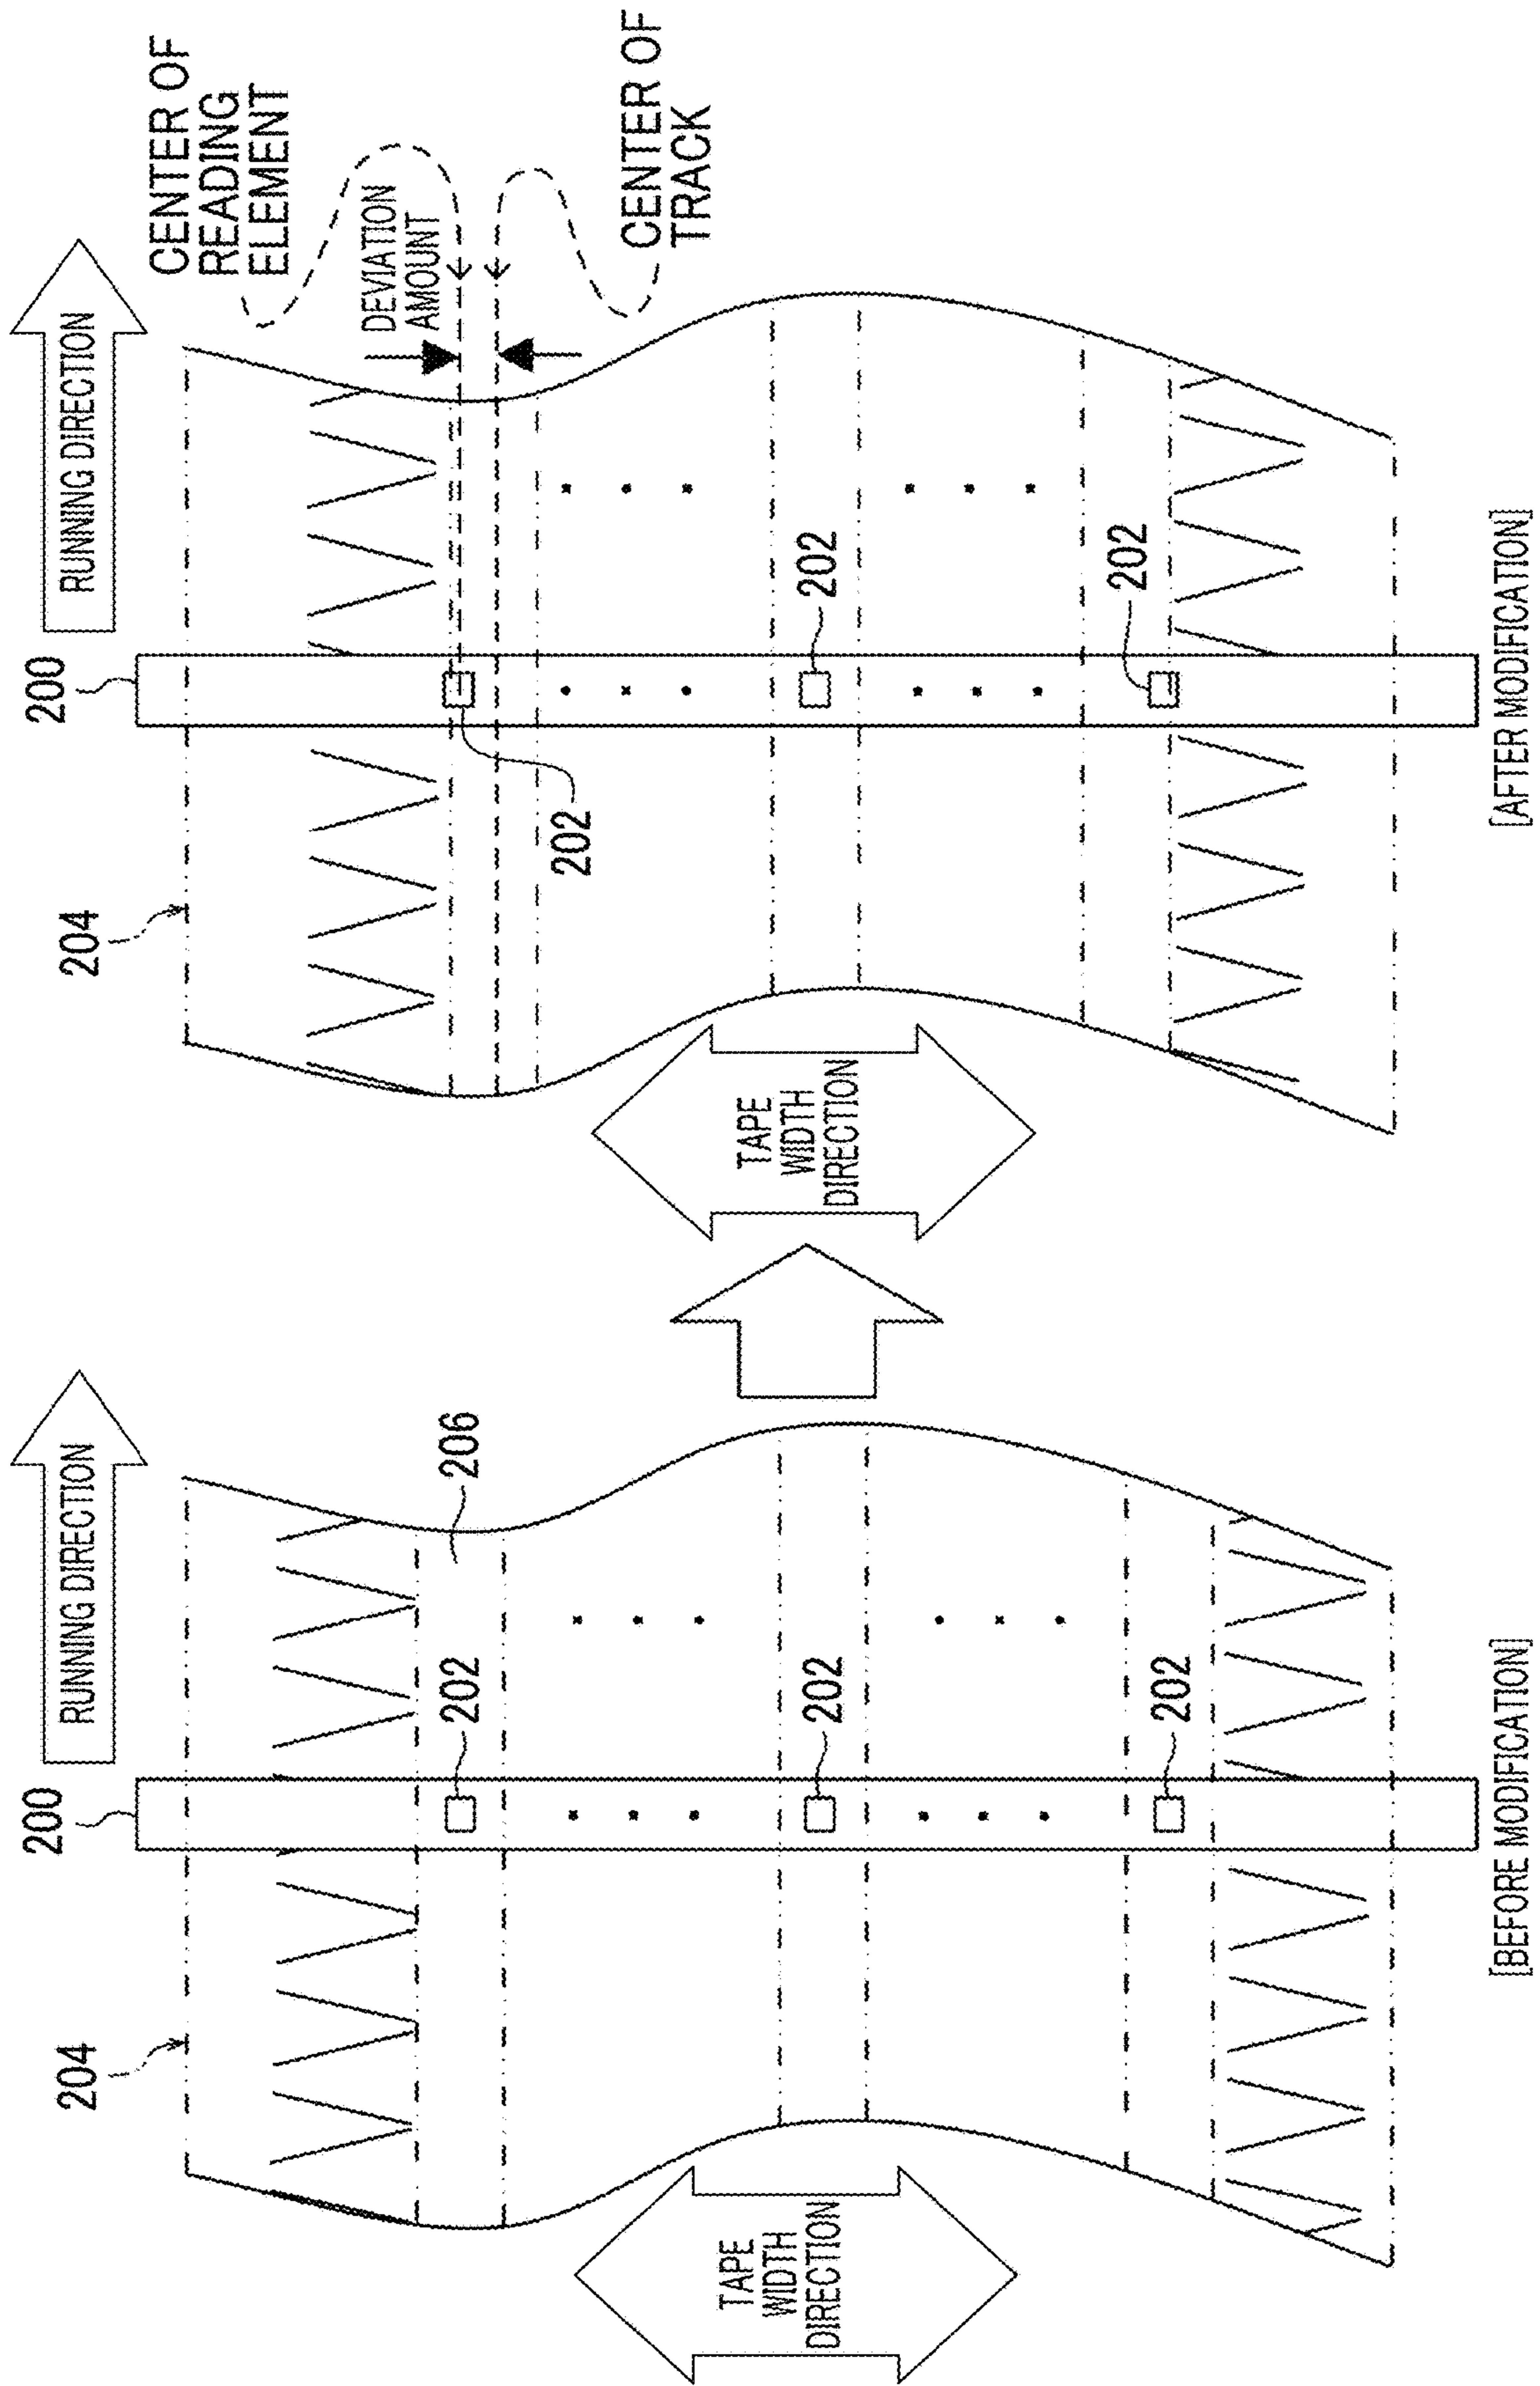 204
200
RUNNING DIRECTION
206
202
202
202
TAPE
WIDTH
DIRECTION
[BEFORE MODIFICATION]
204
200
RUNNING DIRECTION
CENTER OF
READING
ELEMENT
DEVIATION
AMOUNT
CENTER OF
TRACK
202
202
202
TAPE
WIDTH
DIRECTION
[AFTER MODIFICATION]